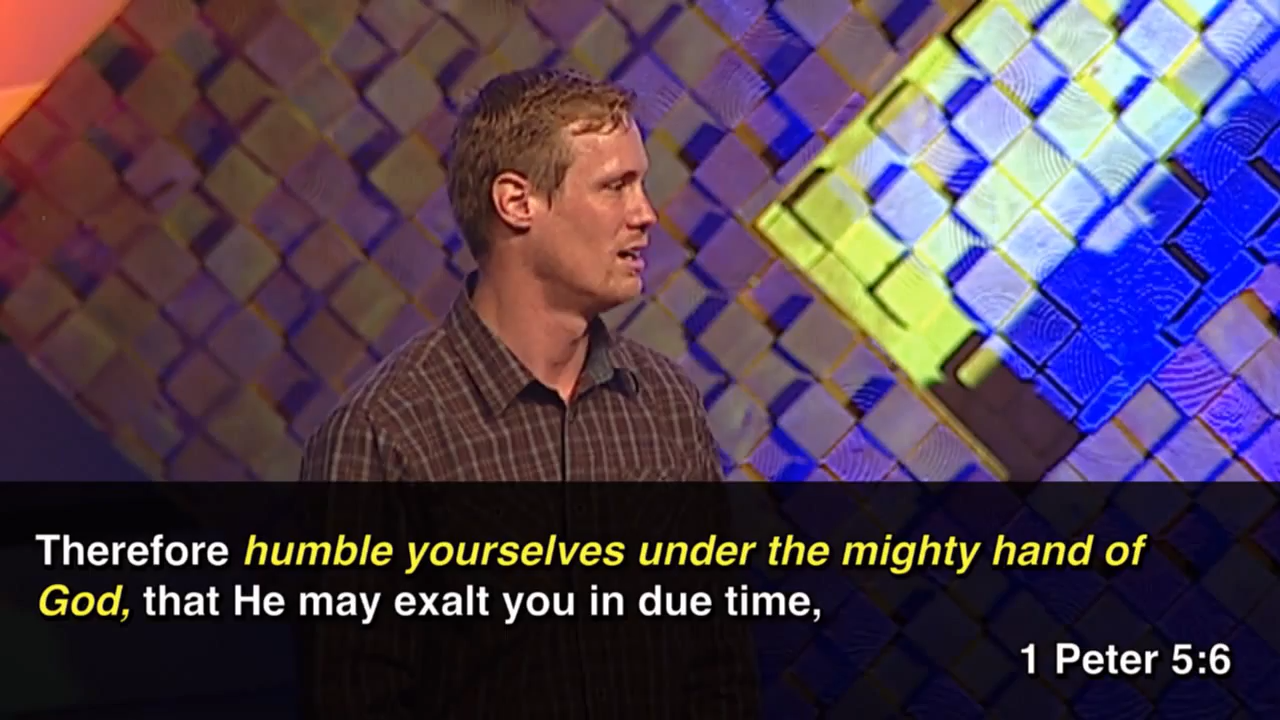 Therefore humble yourselves under the mighty hand of
God, that He may exalt you in due time,
1 Peter 5:6